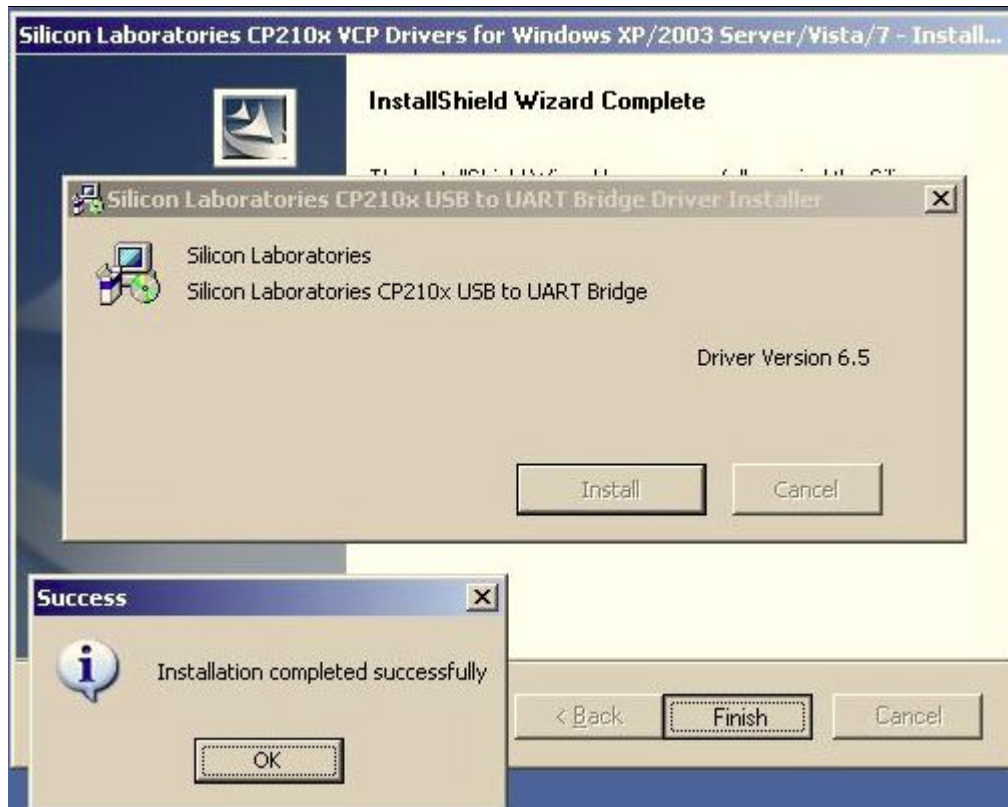 Silicon Laboratories CP210x VCP Drivers for Windows XP/2003 Server/Vista/7 - Install...
InstallShield Wizard Complete
Silicon Laboratories CP210x USB to UART Bridge Driver Installer
Silicon Laboratories
Silicon Laboratories CP210x USB to UART Bridge
Driver Version 6.5
Install
Cancel
Success
Installation completed successfully
OK
< Back
Finish
Cancel